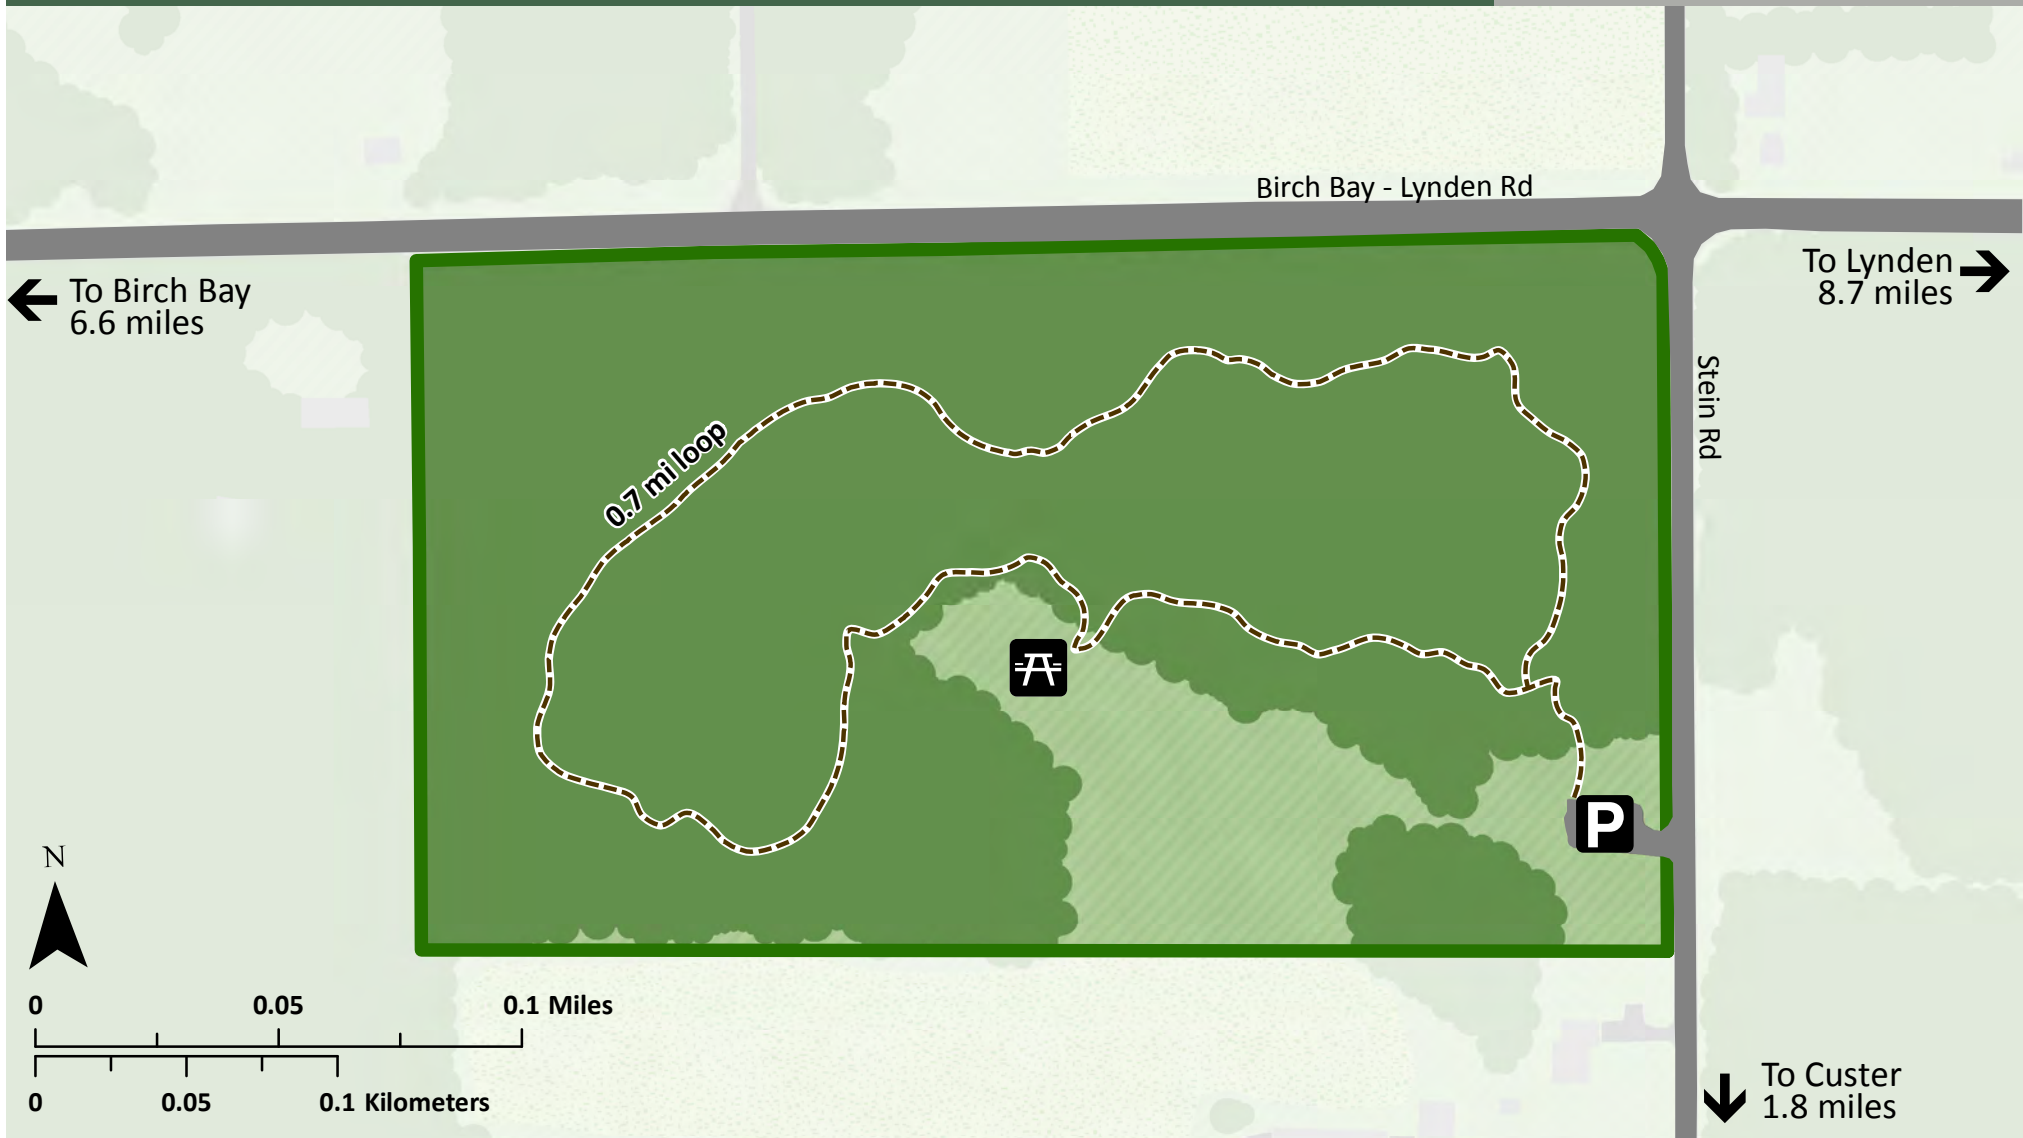 Birch Bay - Lynden Rd
To Birch Bay
6.6 miles
To Lynden
8.7 miles
Stein Rd
0.7 mi loop
P
N
0 0.05 0.1 Miles
0 0.05 0.1 Kilometers
To Custer
1.8 miles